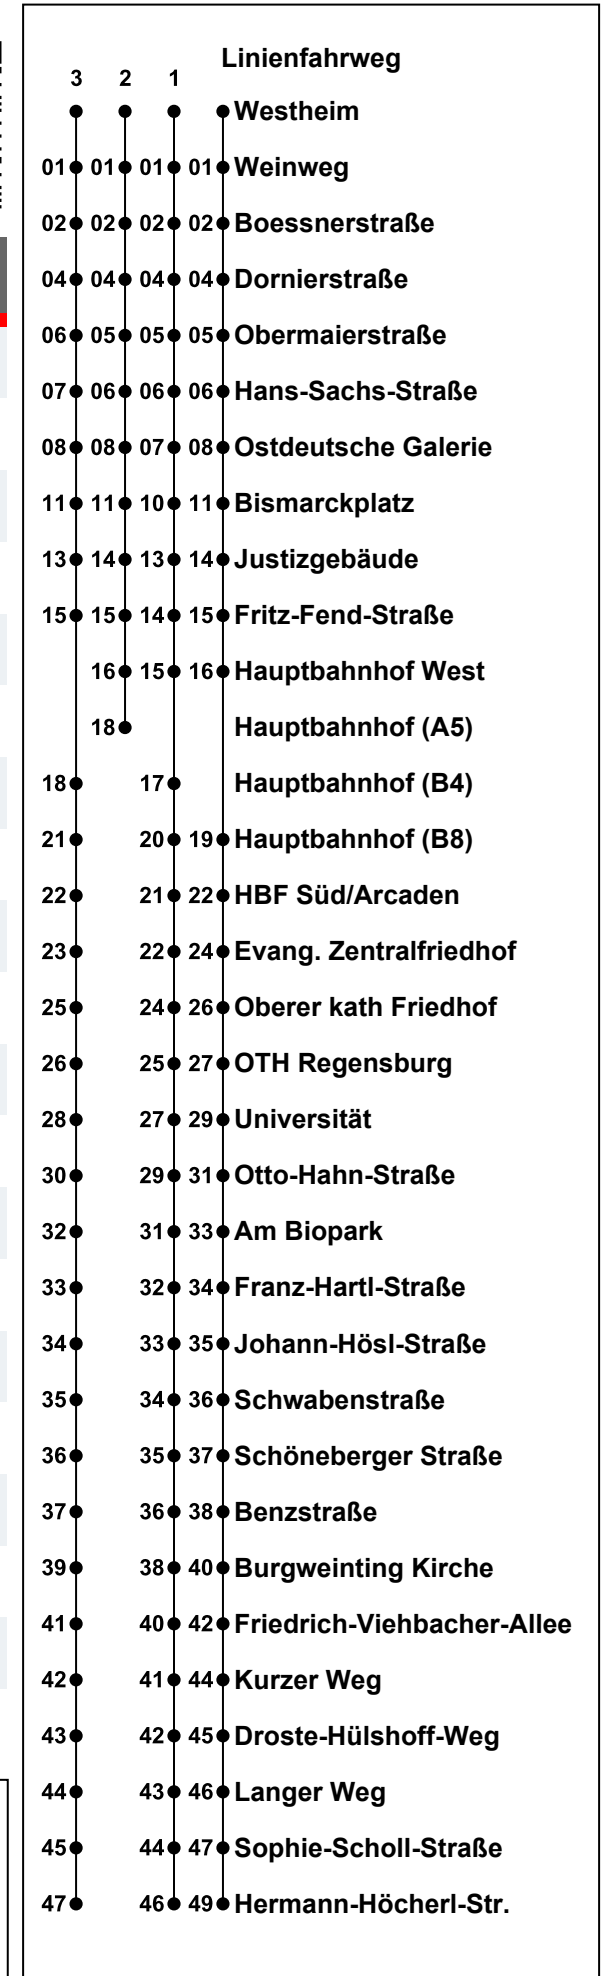 Linienfahrweg
3 2 1
Westheim
01 01 01 01 Weinweg
02 02 02 02 Boessnerstraße
04 04 04 04 Dornierstraße
06 05 05 05 Obermaierstraße
07 06 06 06 Hans-Sachs-Straße
08 08 07 08 Ostdeutsche Galerie
11 11 10 11 Bismarckplatz
13 14 13 14 Justizgebäude
15 15 14 15 Fritz-Fend-Straße
16 15 16 Hauptbahnhof West
18 Hauptbahnhof (A5)
18 17 Hauptbahnhof (B4)
21 20 19 Hauptbahnhof (B8)
22 21 22 HBF Süd/Arcaden
23 22 24 Evang. Zentralfriedhof
25 24 26 Oberer kath Friedhof
26 25 27 OTH Regensburg
28 27 29 Universität
30 29 31 Otto-Hahn-Straße
32 31 33 Am Biopark
33 32 34 Franz-Hartl-Straße
34 33 35 Johann-Hösl-Straße
35 34 36 Schwabenstraße
36 35 37 Schöneberger Straße
37 36 38 Benzstraße
39 38 40 Burgweinting Kirche
41 40 42 Friedrich-Viehbacher-Allee
42 41 44 Kurzer Weg
43 42 45 Droste-Hülshoff-Weg
44 43 46 Langer Weg
45 44 47 Sophie-Scholl-Straße
47 46 49 Hermann-Höcherl-Str.